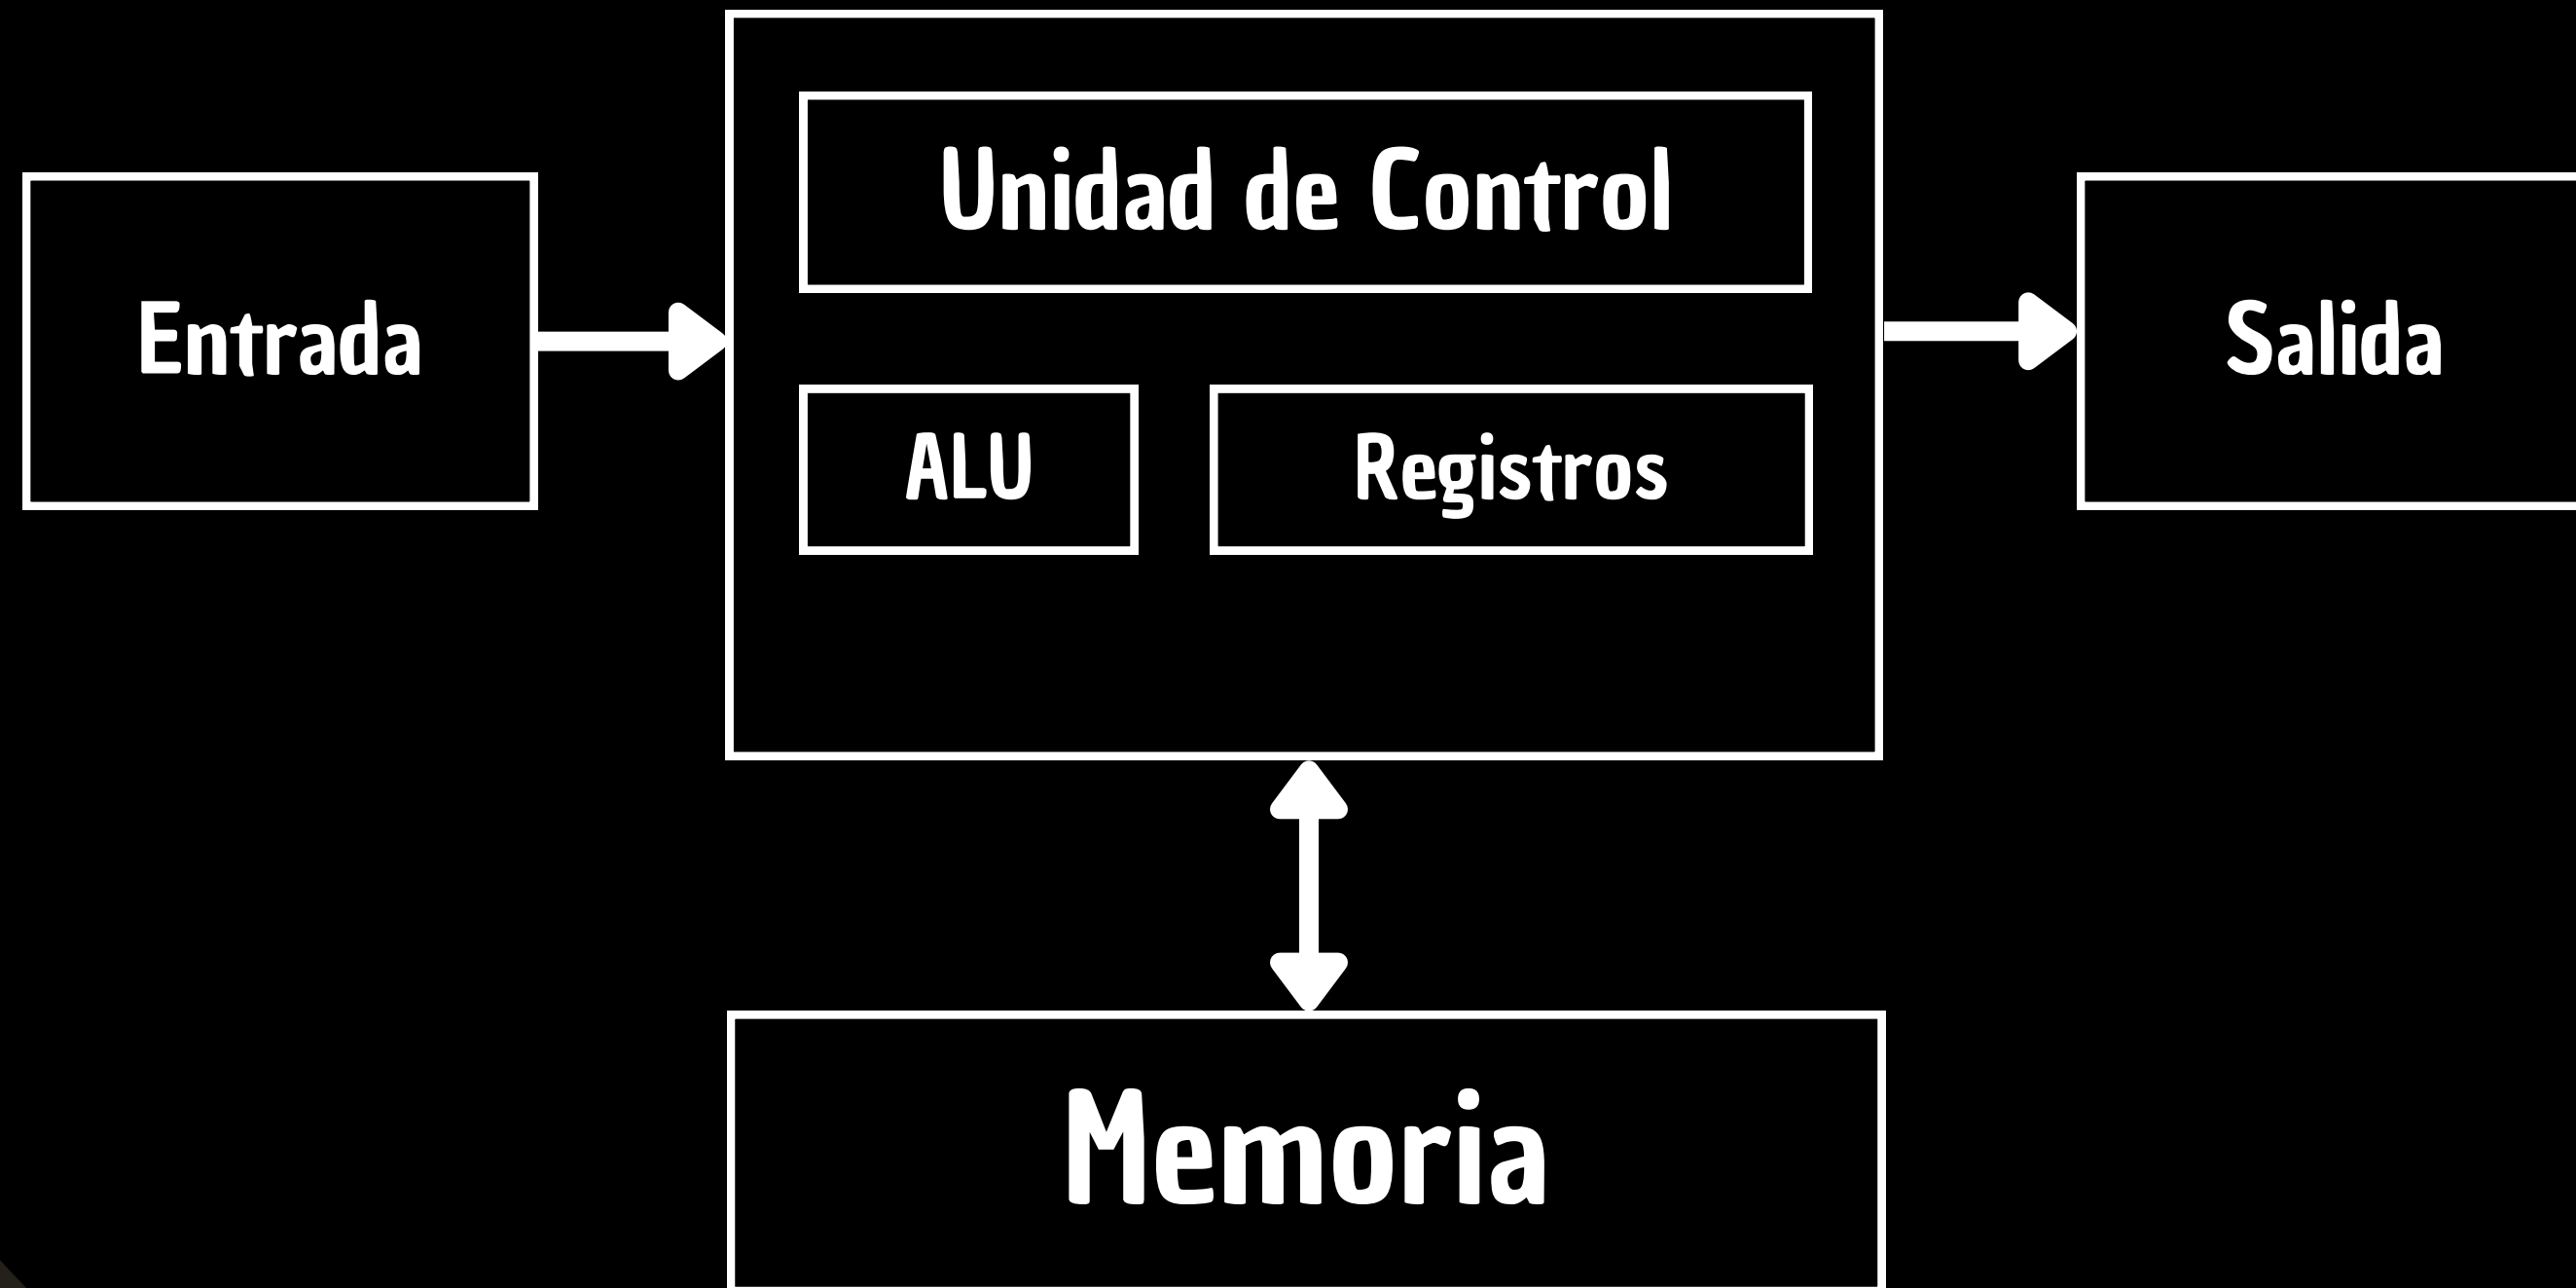 Unidad de Control
Entrada
Salida
ALU
Registros
Memoria